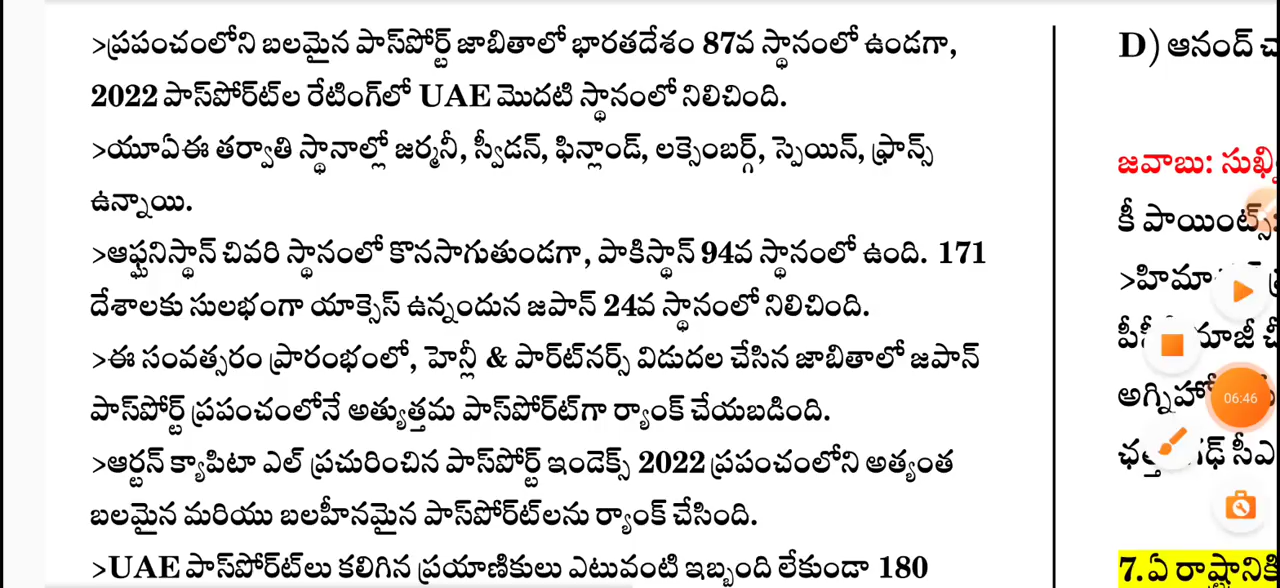 >ప్రపంచంలోని బలమైన పాస్‌పోర్ట్ జాబితాలో భారతదేశం 87వ స్థానంలో ఉండగా,
2022 పాస్‌పోర్ట్‌ల రేటింగ్‌లో UAE మొదటి స్థానంలో నిలిచింది.
>యూఏఈ తర్వాతి స్థానాల్లో జర్మనీ, స్వీడన్, ఫిన్లాండ్, లక్సెంబర్గ్, స్పెయిన్, ఫ్రాన్స్
ఉన్నాయి.
>ఆఫ్ఘనిస్థాన్ చివరి స్థానంలో కొనసాగుతుండగా, పాకిస్థాన్ 94వ స్థానంలో ఉంది. 171
దేశాలకు సులభంగా యాక్సెస్ ఉన్నందున జపాన్ 24వ స్థానంలో నిలిచింది.
>ఈ సంవత్సరం ప్రారంభంలో, హెన్లీ & పార్ట్‌నర్స్ విడుదల చేసిన జాబితాలో జపాన్
పాస్‌పోర్ట్ ప్రపంచంలోనే అత్యుత్తమ పాస్‌పోర్ట్‌గా ర్యాంక్ చేయబడింది.
>ఆర్టన్ క్యాపిటా ఎల్ ప్రచురించిన పాస్‌పోర్ట్ ఇండెక్స్ 2022 ప్రపంచంలోని అత్యంత
బలమైన మరియు బలహీనమైన పాస్‌పోర్ట్‌లను ర్యాంక్ చేసింది.
>UAE పాస్‌పోర్ట్‌లు కలిగిన ప్రయాణికులు ఎటువంటి ఇబ్బంది లేకుండా 180
D) ఆనంద్
జవాబు:
కీ పాయింట్స్
06:46
సీఎ
7.ఏ రాష్ట్రానికి